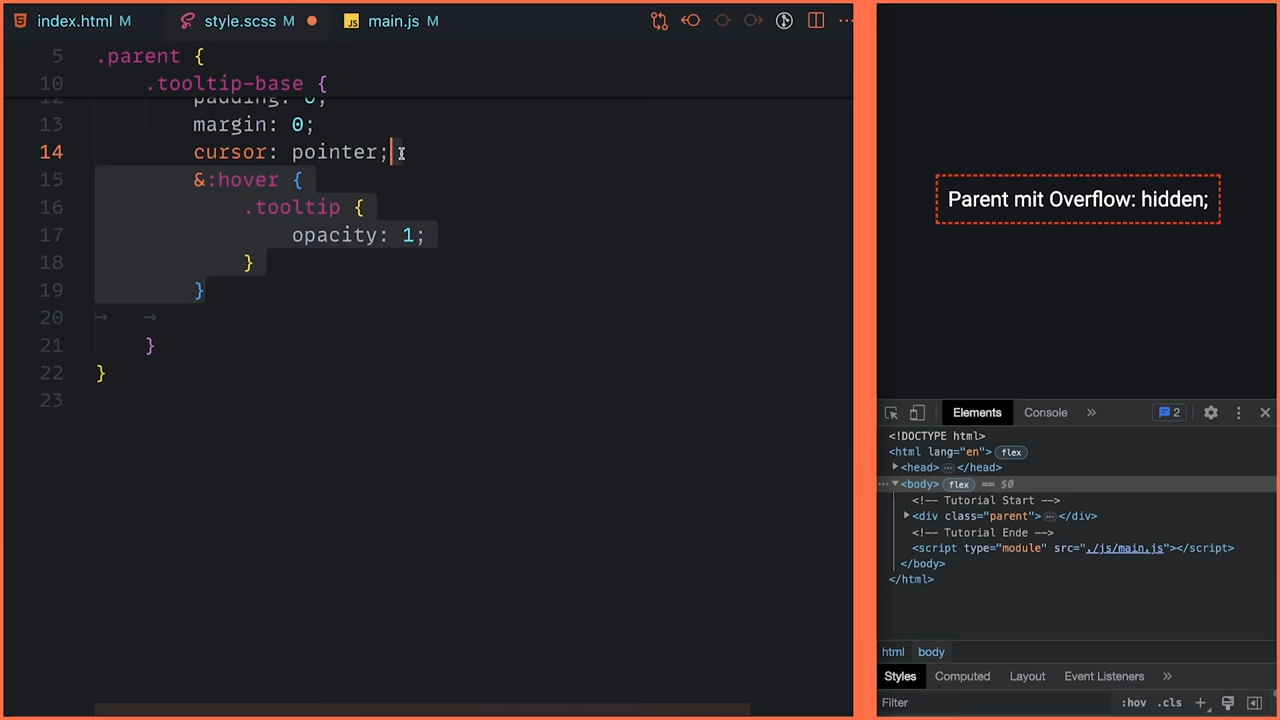 index.html M style.scss M main.js M
5 .parent {
10 .tooltip-base {
12 padding: 0;
13 margin: 0;
14 cursor: pointer;
15 &:hover {
16 .tooltip {
17 opacity: 1;
18 }
19 }
20
21 }
22 }
23
Parent mit Overflow: hidden;
Elements Console » 2
<!DOCTYPE html>
<html lang="en"> flex
<head> ⋯ </head>
<body> flex == $0
<!-- Tutorial Start -->
<div class="parent"> ⋯ </div>
<!-- Tutorial Ende -->
<script type="module" src="./js/main.js"></script>
</body>
</html>
html body
Styles Computed Layout Event Listeners »
Filter :hov .cls +